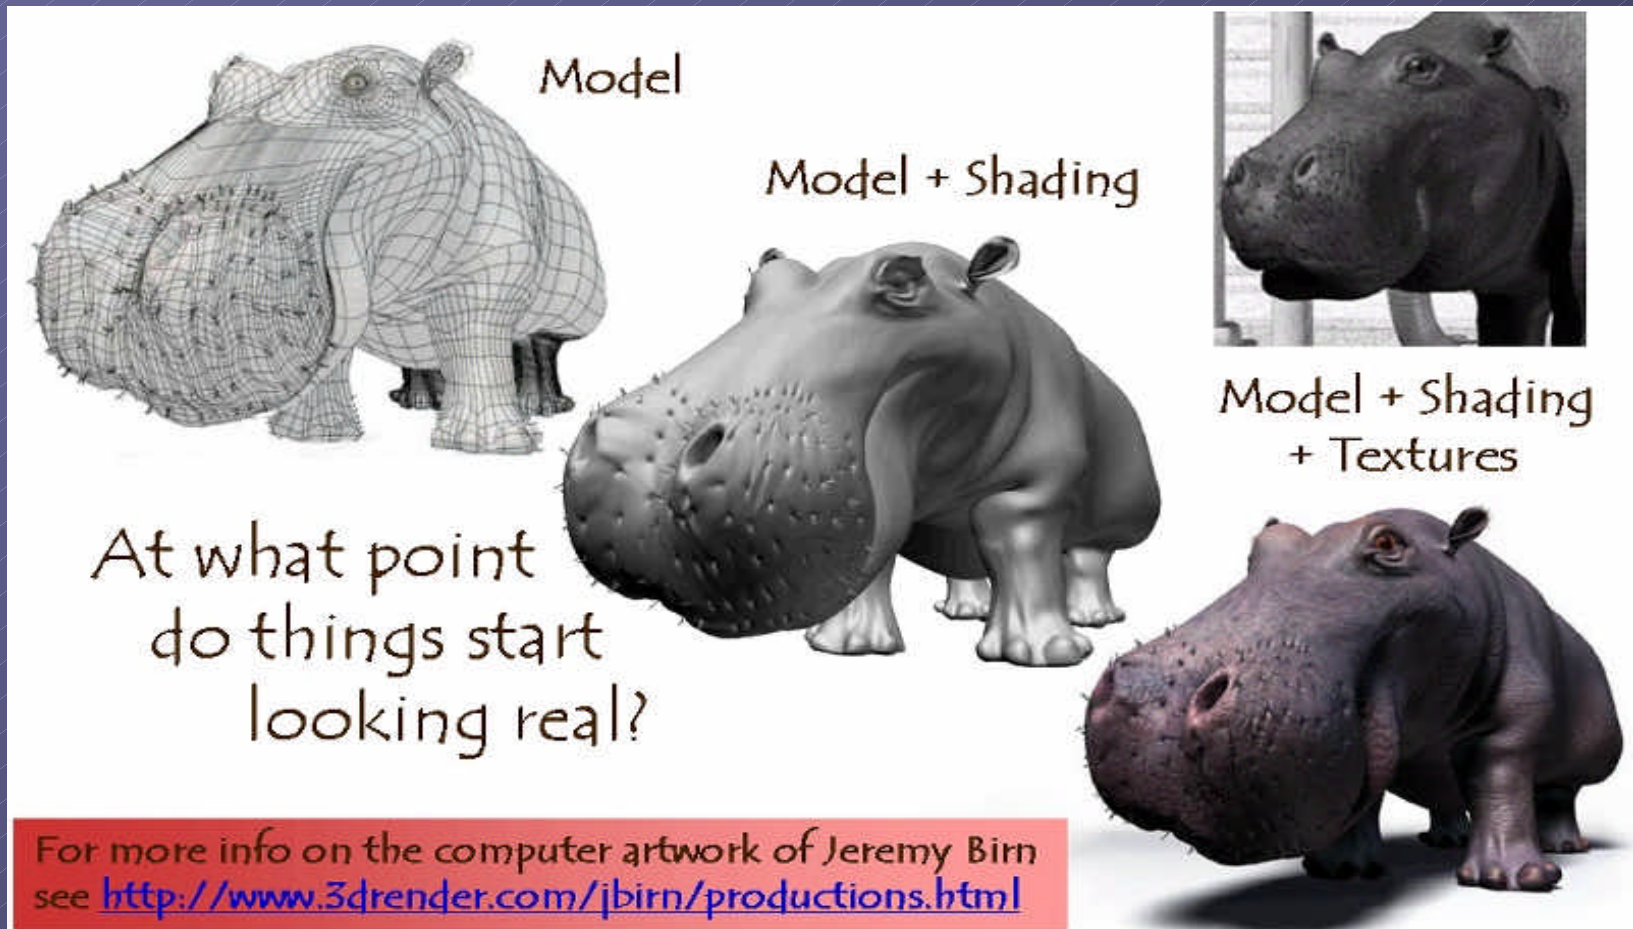 Model
Model + Shading
Model + Shading
+ Textures
At what point
do things start
looking real?
For more info on the computer artwork of Jeremy Birn
see http://www.3drender.com/jbirn/productions.html